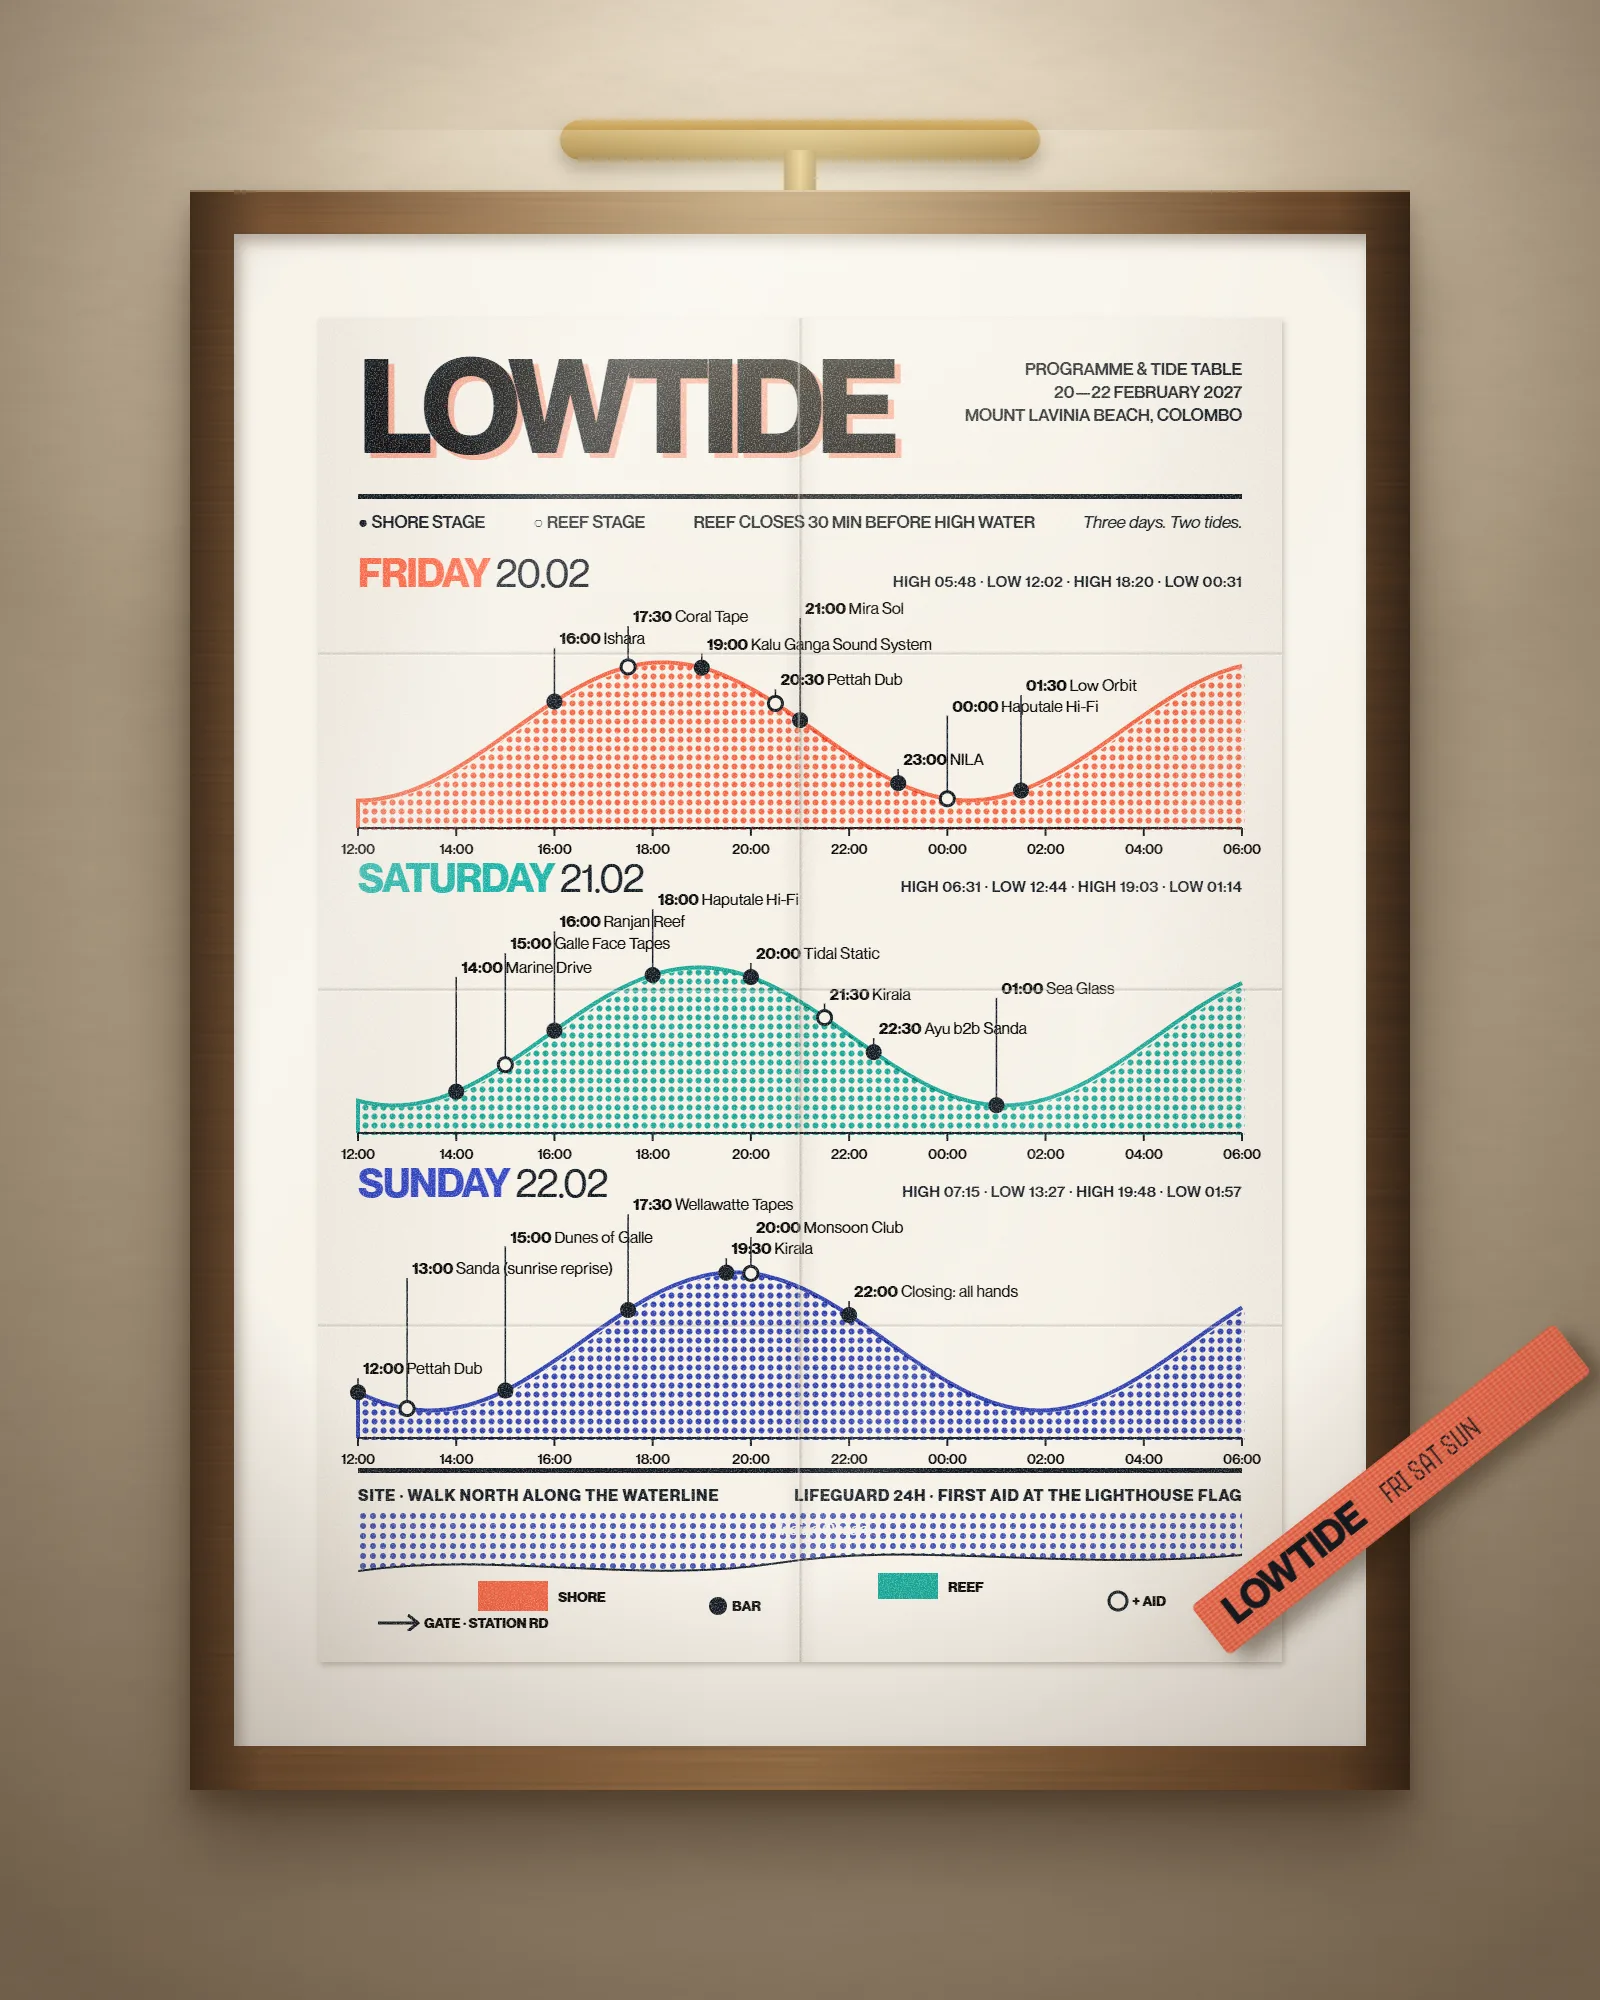 LOWTIDE
PROGRAMME & TIDE TABLE
20—22 FEBRUARY 2027
MOUNT LAVINIA BEACH, COLOMBO
● SHORE STAGE
○ REEF STAGE
REEF CLOSES 30 MIN BEFORE HIGH WATER
Three days. Two tides.
FRIDAY 20.02
HIGH 05:48 · LOW 12:02 · HIGH 18:20 · LOW 00:31
16:00 Ishara
17:30 Coral Tape
19:00 Kalu Ganga Sound System
20:30 Pettah Dub
21:00 Mira Sol
23:00 NILA
00:00 Haputale Hi-Fi
01:30 Low Orbit
12:00 14:00 16:00 18:00 20:00 22:00 00:00 02:00 04:00 06:00
SATURDAY 21.02
HIGH 06:31 · LOW 12:44 · HIGH 19:03 · LOW 01:14
14:00 Marine Drive
15:00 Galle Face Tapes
16:00 Ranjan Reef
18:00 Haputale Hi-Fi
20:00 Tidal Static
21:30 Kirala
22:30 Ayu b2b Sanda
01:00 Sea Glass
12:00 14:00 16:00 18:00 20:00 22:00 00:00 02:00 04:00 06:00
SUNDAY 22.02
HIGH 07:15 · LOW 13:27 · HIGH 19:48 · LOW 01:57
12:00 Pettah Dub
13:00 Sanda (sunrise reprise)
15:00 Dunes of Galle
17:30 Wellawatte Tapes
19:30 Kirala
20:00 Monsoon Club
22:00 Closing: all hands
12:00 14:00 16:00 18:00 20:00 22:00 00:00 02:00 04:00 06:00
SITE · WALK NORTH ALONG THE WATERLINE
LIFEGUARD 24H · FIRST AID AT THE LIGHTHOUSE FLAG
SHORE
BAR
REEF
+ AID
GATE · STATION RD
LOWTIDE FRI SAT SUN